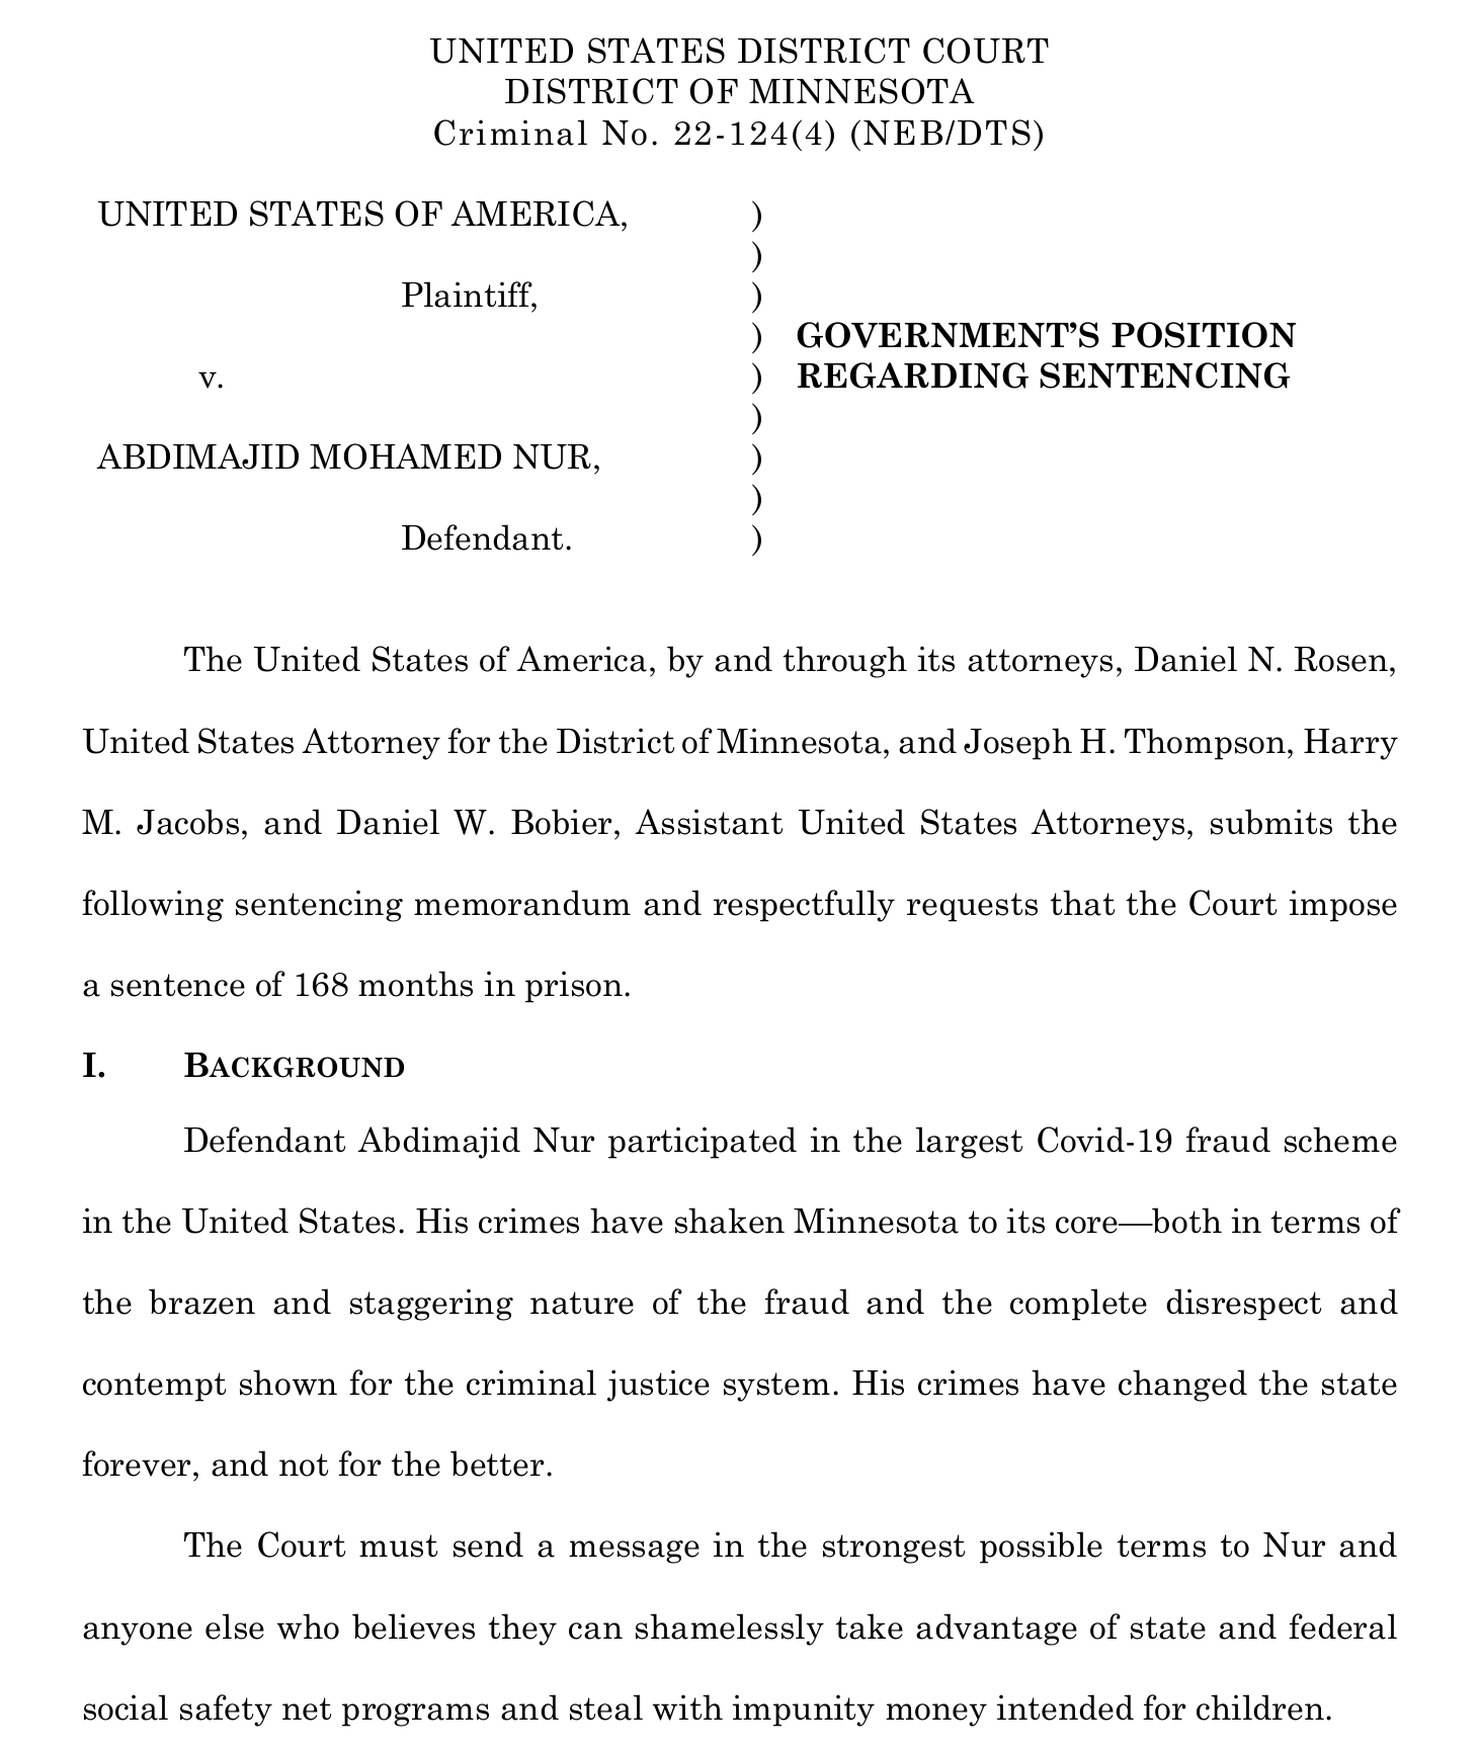 UNITED STATES DISTRICT COURT
DISTRICT OF MINNESOTA
Criminal No. 22-124(4) (NEB/DTS)
UNITED STATES OF AMERICA, )
)
Plaintiff, )
) GOVERNMENT’S POSITION
v. ) REGARDING SENTENCING
)
ABDIMAJID MOHAMED NUR, )
)
Defendant. )
The United States of America, by and through its attorneys, Daniel N. Rosen,
United States Attorney for the District of Minnesota, and Joseph H. Thompson, Harry
M. Jacobs, and Daniel W. Bobier, Assistant United States Attorneys, submits the
following sentencing memorandum and respectfully requests that the Court impose
a sentence of 168 months in prison.
I. BACKGROUND
Defendant Abdimajid Nur participated in the largest Covid-19 fraud scheme
in the United States. His crimes have shaken Minnesota to its core—both in terms of
the brazen and staggering nature of the fraud and the complete disrespect and
contempt shown for the criminal justice system. His crimes have changed the state
forever, and not for the better.
The Court must send a message in the strongest possible terms to Nur and
anyone else who believes they can shamelessly take advantage of state and federal
social safety net programs and steal with impunity money intended for children.